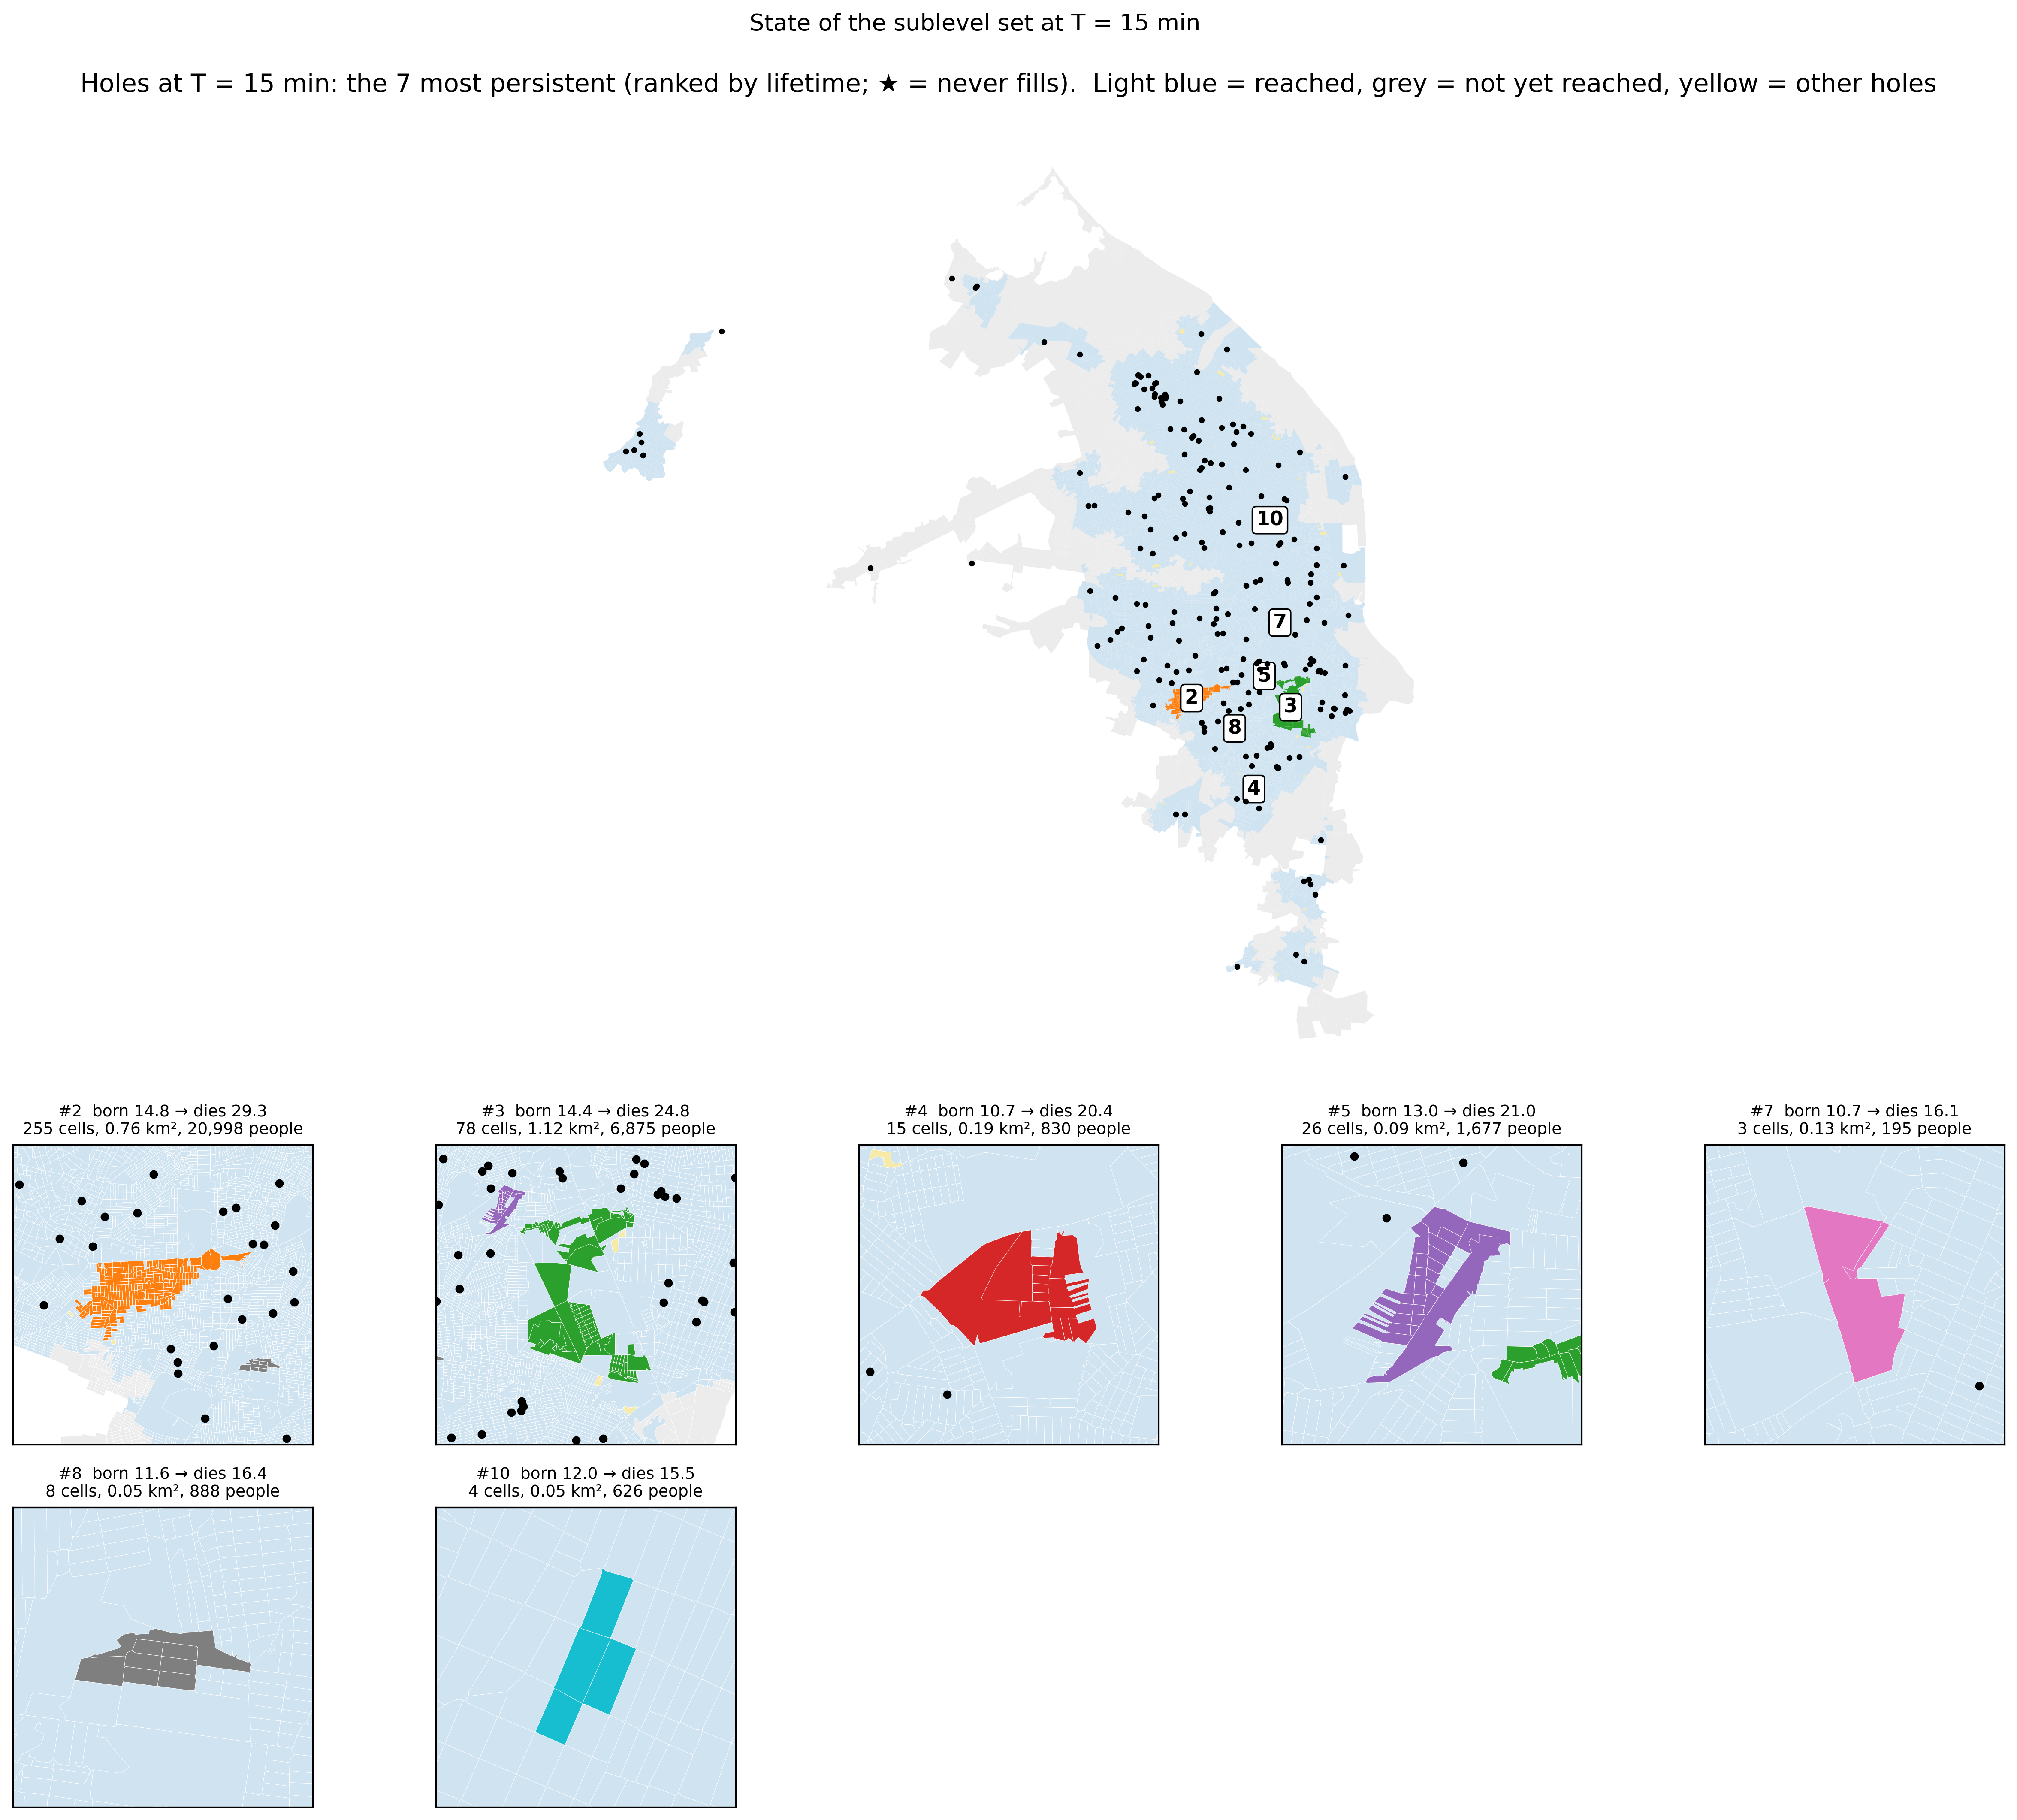 State of the sublevel set at T = 15 min
Holes at T = 15 min: the 7 most persistent (ranked by lifetime; ★ = never fills).  Light blue = reached, grey = not yet reached, yellow = other holes
10
7
5
2
3
8
4
#2  born 14.8 → dies 29.3
255 cells, 0.76 km², 20,998 people
#3  born 14.4 → dies 24.8
78 cells, 1.12 km², 6,875 people
#4  born 10.7 → dies 20.4
15 cells, 0.19 km², 830 people
#5  born 13.0 → dies 21.0
26 cells, 0.09 km², 1,677 people
#7  born 10.7 → dies 16.1
3 cells, 0.13 km², 195 people
#8  born 11.6 → dies 16.4
8 cells, 0.05 km², 888 people
#10  born 12.0 → dies 15.5
4 cells, 0.05 km², 626 people